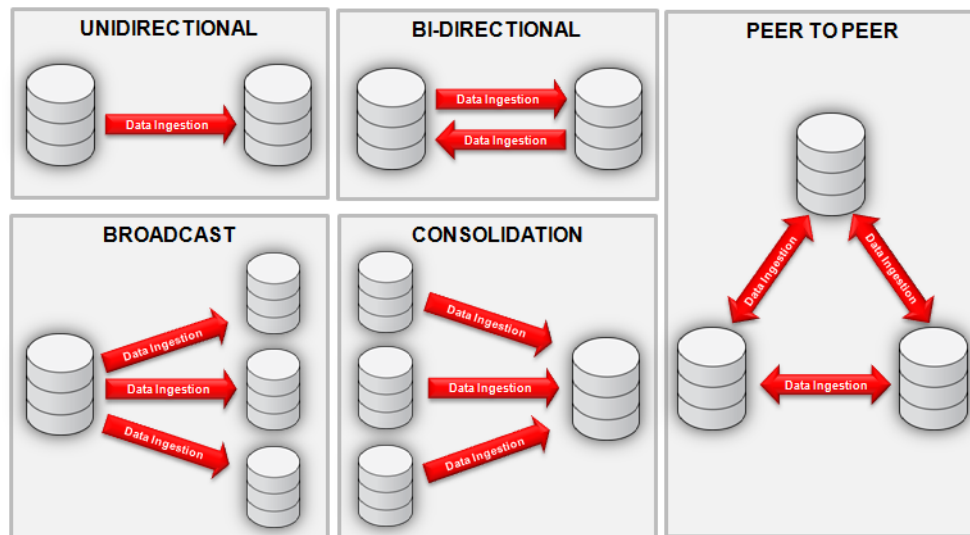 UNIDIRECTIONAL
Data Ingestion
BI-DIRECTIONAL
Data Ingestion
Data Ingestion
PEER TO PEER
Data Ingestion
Data Ingestion
Data Ingestion
BROADCAST
Data Ingestion
Data Ingestion
Data Ingestion
CONSOLIDATION
Data Ingestion
Data Ingestion
Data Ingestion